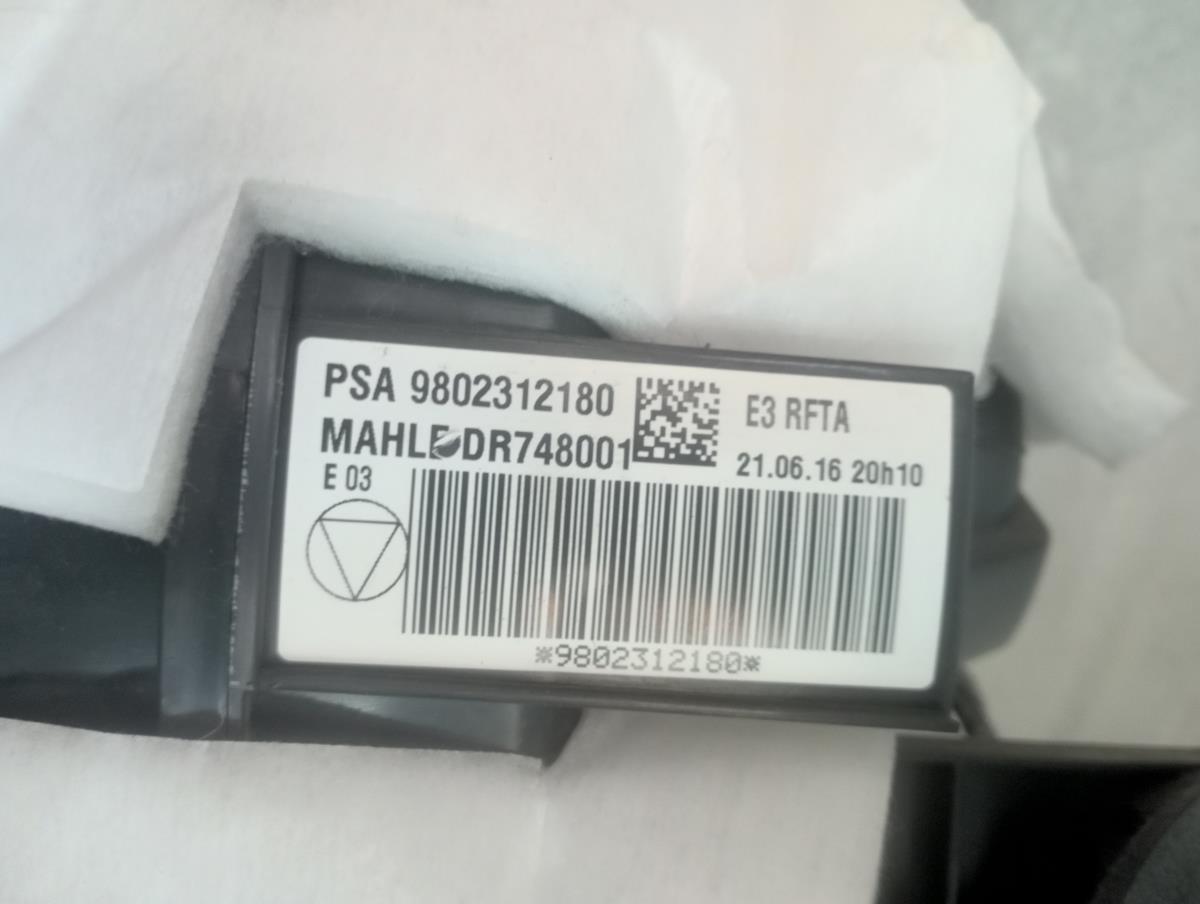 PSA 9802312180
MAHLE DR748001
E3 RFTA
21.06.16 20h10
E 03
*9802312180*